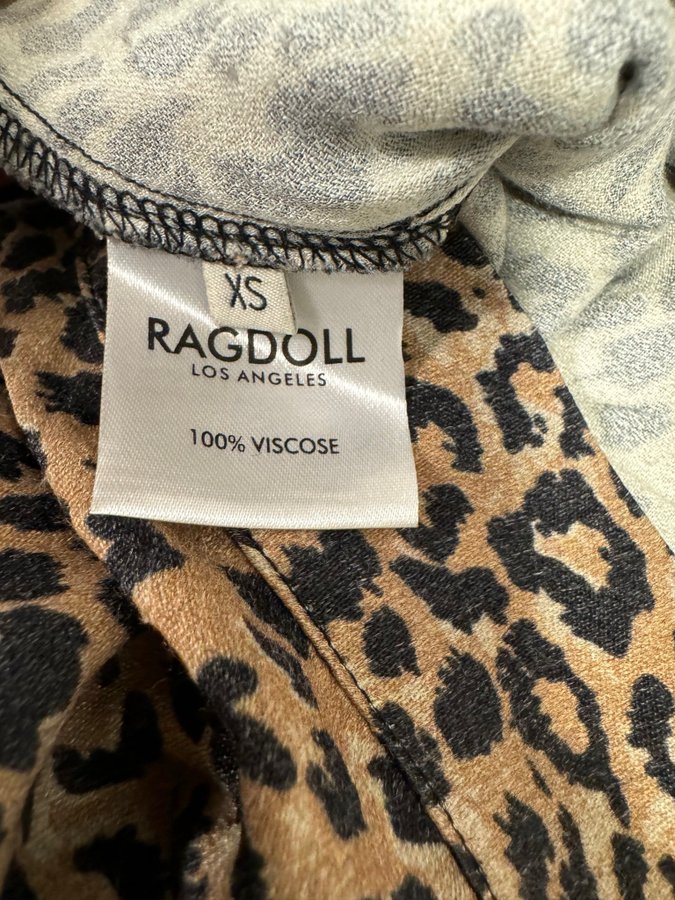 XS
RAGDOLL
LOS ANGELES
100% VISCOSE